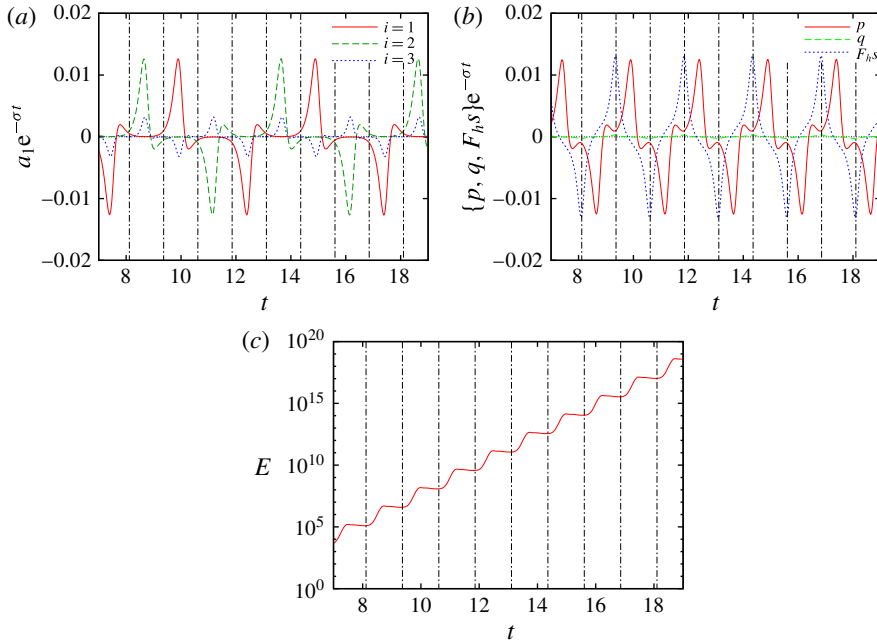 (a)
0.02
0.01
0
−0.01
−0.02
a₁e^{−σt}
i = 1
i = 2
i = 3
8 10 12 14 16 18
t
(b)
0.02
0.01
0
−0.01
−0.02
{p, q, F_h s}e^{−σt}
p
q
F_h s
8 10 12 14 16 18
t
(c)
10^{20}
10^{15}
10^{10}
10^{5}
10^{0}
E
8 10 12 14 16 18
t